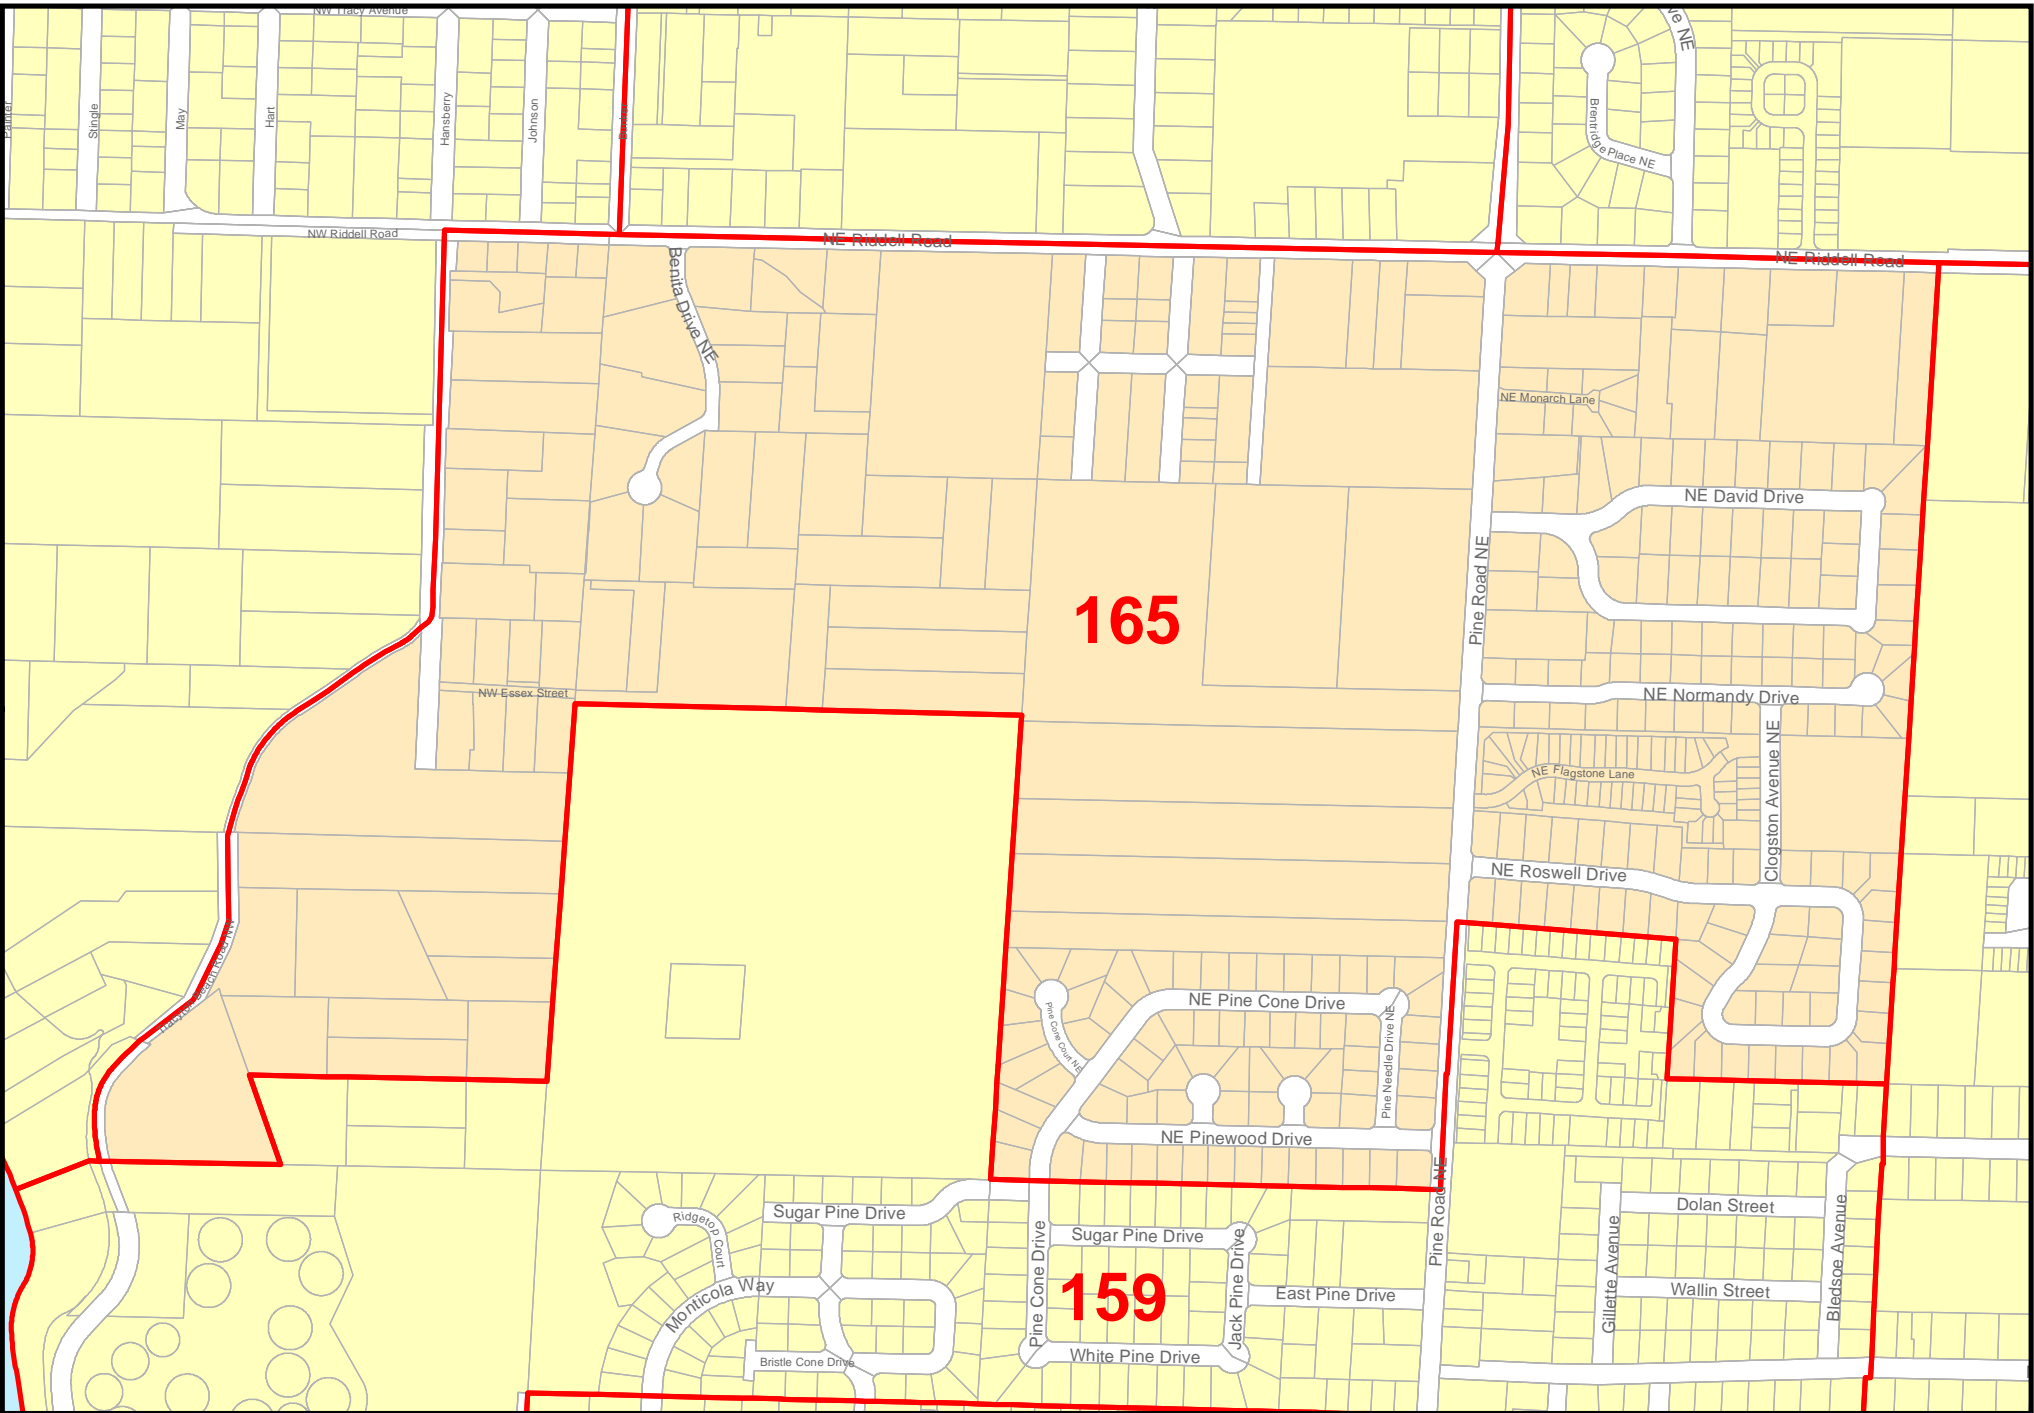 NW Tracy Avenue
Stingle
May
Hart
Hansberry
Johnson
Brentridge Place NE
NW Riddell Road
NE Riddell Road
NE Riddell Road
Benita Drive NE
NE Monarch Lane
NE David Drive
Pine Road NE
165
NW Essex Street
NE Normandy Drive
Clogston Avenue NE
NE Flagstone Lane
NE Roswell Drive
Tracyton Beach Road NW
NE Pine Cone Drive
Pine Cone Court NE
Pine Needle Drive NE
NE Pinewood Drive
Pine Road NE
Sugar Pine Drive
Ridgetop Court
Sugar Pine Drive
Dolan Street
Pine Cone Drive
Jack Pine Drive
Gillette Avenue
Bledsoe Avenue
159
East Pine Drive
Wallin Street
Monticola Way
Bristle Cone Drive
White Pine Drive